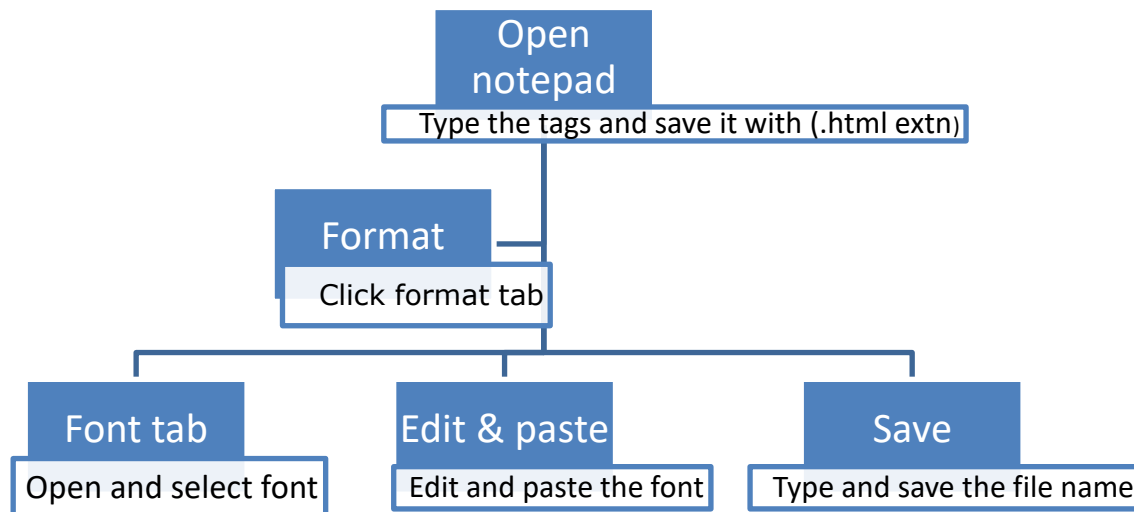 Open
notepad
Type the tags and save it with (.html extn)
Format
Click format tab
Font tab
Open and select font
Edit & paste
Edit and paste the font
Save
Type and save the file name